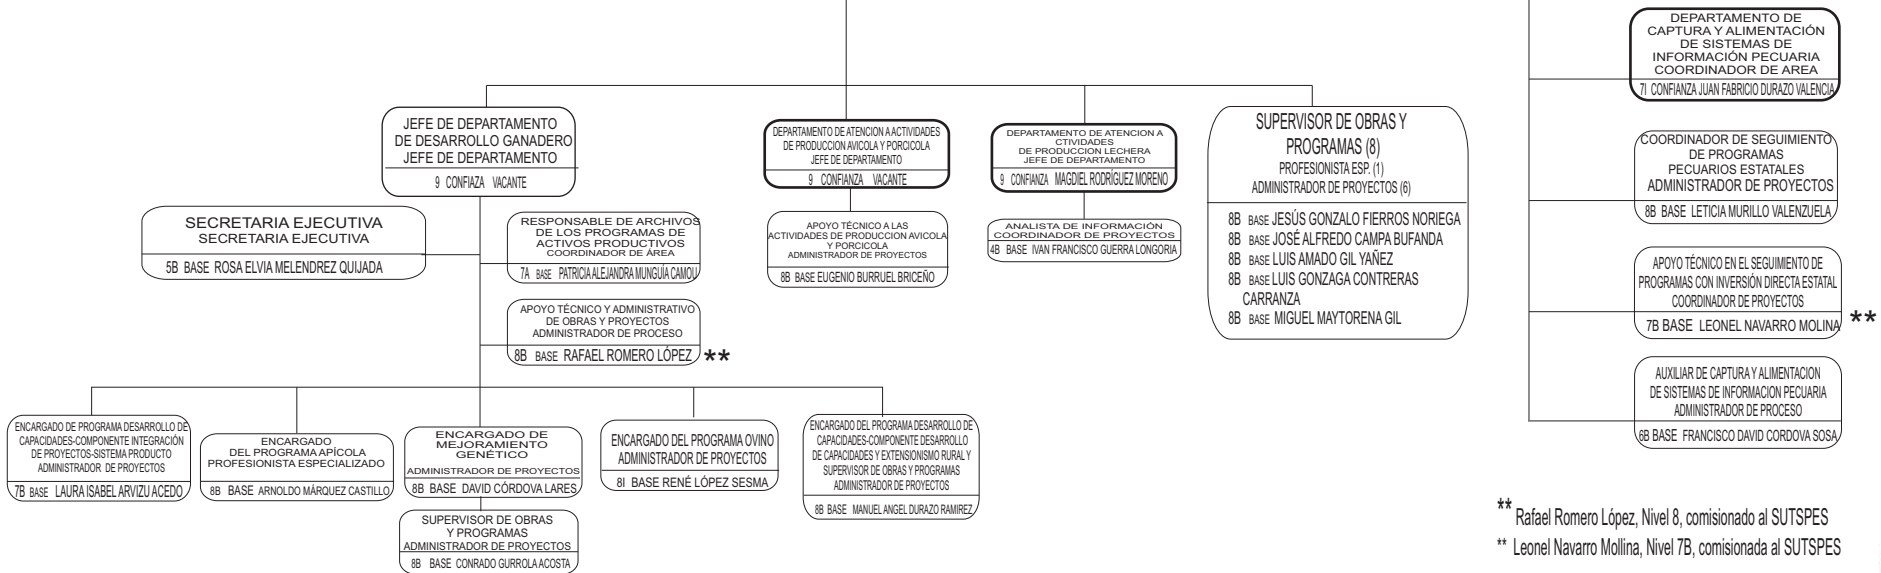 DEPARTAMENTO DE
CAPTURA Y ALIMENTACIÓN
DE SISTEMAS DE
INFORMACIÓN PECUARIA
COORDINADOR DE AREA
7I CONFIANZA JUAN FABRICIO DURAZO VALENCIA
JEFE DE DEPARTAMENTO
DE DESARROLLO GANADERO
JEFE DE DEPARTAMENTO
9 CONFIAZA VACANTE
DEPARTAMENTO DE ATENCION A ACTIVIDADES
DE PRODUCCION AVICOLA Y PORCICOLA
JEFE DE DEPARTAMENTO
9 CONFIANZA VACANTE
DEPARTAMENTO DE ATENCION A
CTIVIDADES
DE PRODUCCION LECHERA
JEFE DE DEPARTAMENTO
9 CONFIANZA MAGDIEL RODRÍGUEZ MORENO
SUPERVISOR DE OBRAS Y
PROGRAMAS (8)
PROFESIONISTA ESP. (1)
ADMINISTRADOR DE PROYECTOS (6)
8B BASE JESÚS GONZALO FIERROS NORIEGA
8B BASE JOSÉ ALFREDO CAMPA BUFANDA
8B BASE LUIS AMADO GIL YAÑEZ
8B BASE LUIS GONZAGA CONTRERAS
CARRANZA
8B BASE MIGUEL MAYTORENA GIL
COORDINADOR DE SEGUIMIENTO
DE PROGRAMAS
PECUARIOS ESTATALES
ADMINISTRADOR DE PROYECTOS
8B BASE LETICIA MURILLO VALENZUELA
SECRETARIA EJECUTIVA
SECRETARIA EJECUTIVA
5B BASE ROSA ELVIA MELENDREZ QUIJADA
RESPONSABLE DE ARCHIVOS
DE LOS PROGRAMAS DE
ACTIVOS PRODUCTIVOS
COORDINADOR DE ÁREA
7A BASE PATRICIA ALEJANDRA MUNGUÍA CAMOU
APOYO TÉCNICO A LAS
ACTIVIDADES DE PRODUCCION AVICOLA
Y PORCICOLA
ADMINISTRADOR DE PROYECTOS
8B BASE EUGENIO BURRUEL BRICEÑO
ANALISTA DE INFORMACIÓN
COORDINADOR DE PROYECTOS
4B BASE IVAN FRANCISCO GUERRA LONGORIA
APOYO TÉCNICO EN EL SEGUIMIENTO DE
PROGRAMAS CON INVERSIÓN DIRECTA ESTATAL
COORDINADOR DE PROYECTOS
7B BASE LEONEL NAVARRO MOLINA **
APOYO TÉCNICO Y ADMINISTRATIVO
DE OBRAS Y PROYECTOS
ADMINISTRADOR DE PROCESO
8B BASE RAFAEL ROMERO LÓPEZ **
AUXILIAR DE CAPTURA Y ALIMENTACION
DE SISTEMAS DE INFORMACION PECUARIA
ADMINISTRADOR DE PROCESO
6B BASE FRANCISCO DAVID CORDOVA SOSA
ENCARGADO DE PROGRAMA DESARROLLO DE
CAPACIDADES-COMPONENTE INTEGRACIÓN
DE PROYECTOS-SISTEMA PRODUCTO
ADMINISTRADOR DE PROYECTOS
7B BASE LAURA ISABEL ARVIZU ACEDO
ENCARGADO
DEL PROGRAMA APÍCOLA
PROFESIONISTA ESPECIALIZADO
8B BASE ARNOLDO MÁRQUEZ CASTILLO
ENCARGADO DE
MEJORAMIENTO
GENÉTICO
ADMINISTRADOR DE PROYECTOS
8B BASE DAVID CÓRDOVA LARES
ENCARGADO DEL PROGRAMA OVINO
ADMINISTRADOR DE PROYECTOS
8I BASE RENÉ LÓPEZ SESMA
ENCARGADO DEL PROGRAMA DESARROLLO DE
CAPACIDADES-COMPONENTE DESARROLLO
DE CAPACIDADES Y EXTENSIONISMO RURAL Y
SUPERVISOR DE OBRAS Y PROGRAMAS
ADMINISTRADOR DE PROYECTOS
8B BASE MANUEL ANGEL DURAZO RAMIREZ
SUPERVISOR DE OBRAS
Y PROGRAMAS
ADMINISTRADOR DE PROYECTOS
8B BASE CONRADO GURROLA ACOSTA
** Rafael Romero López, Nivel 8, comisionado al SUTSPES
** Leonel Navarro Mollina, Nivel 7B, comisionada al SUTSPES